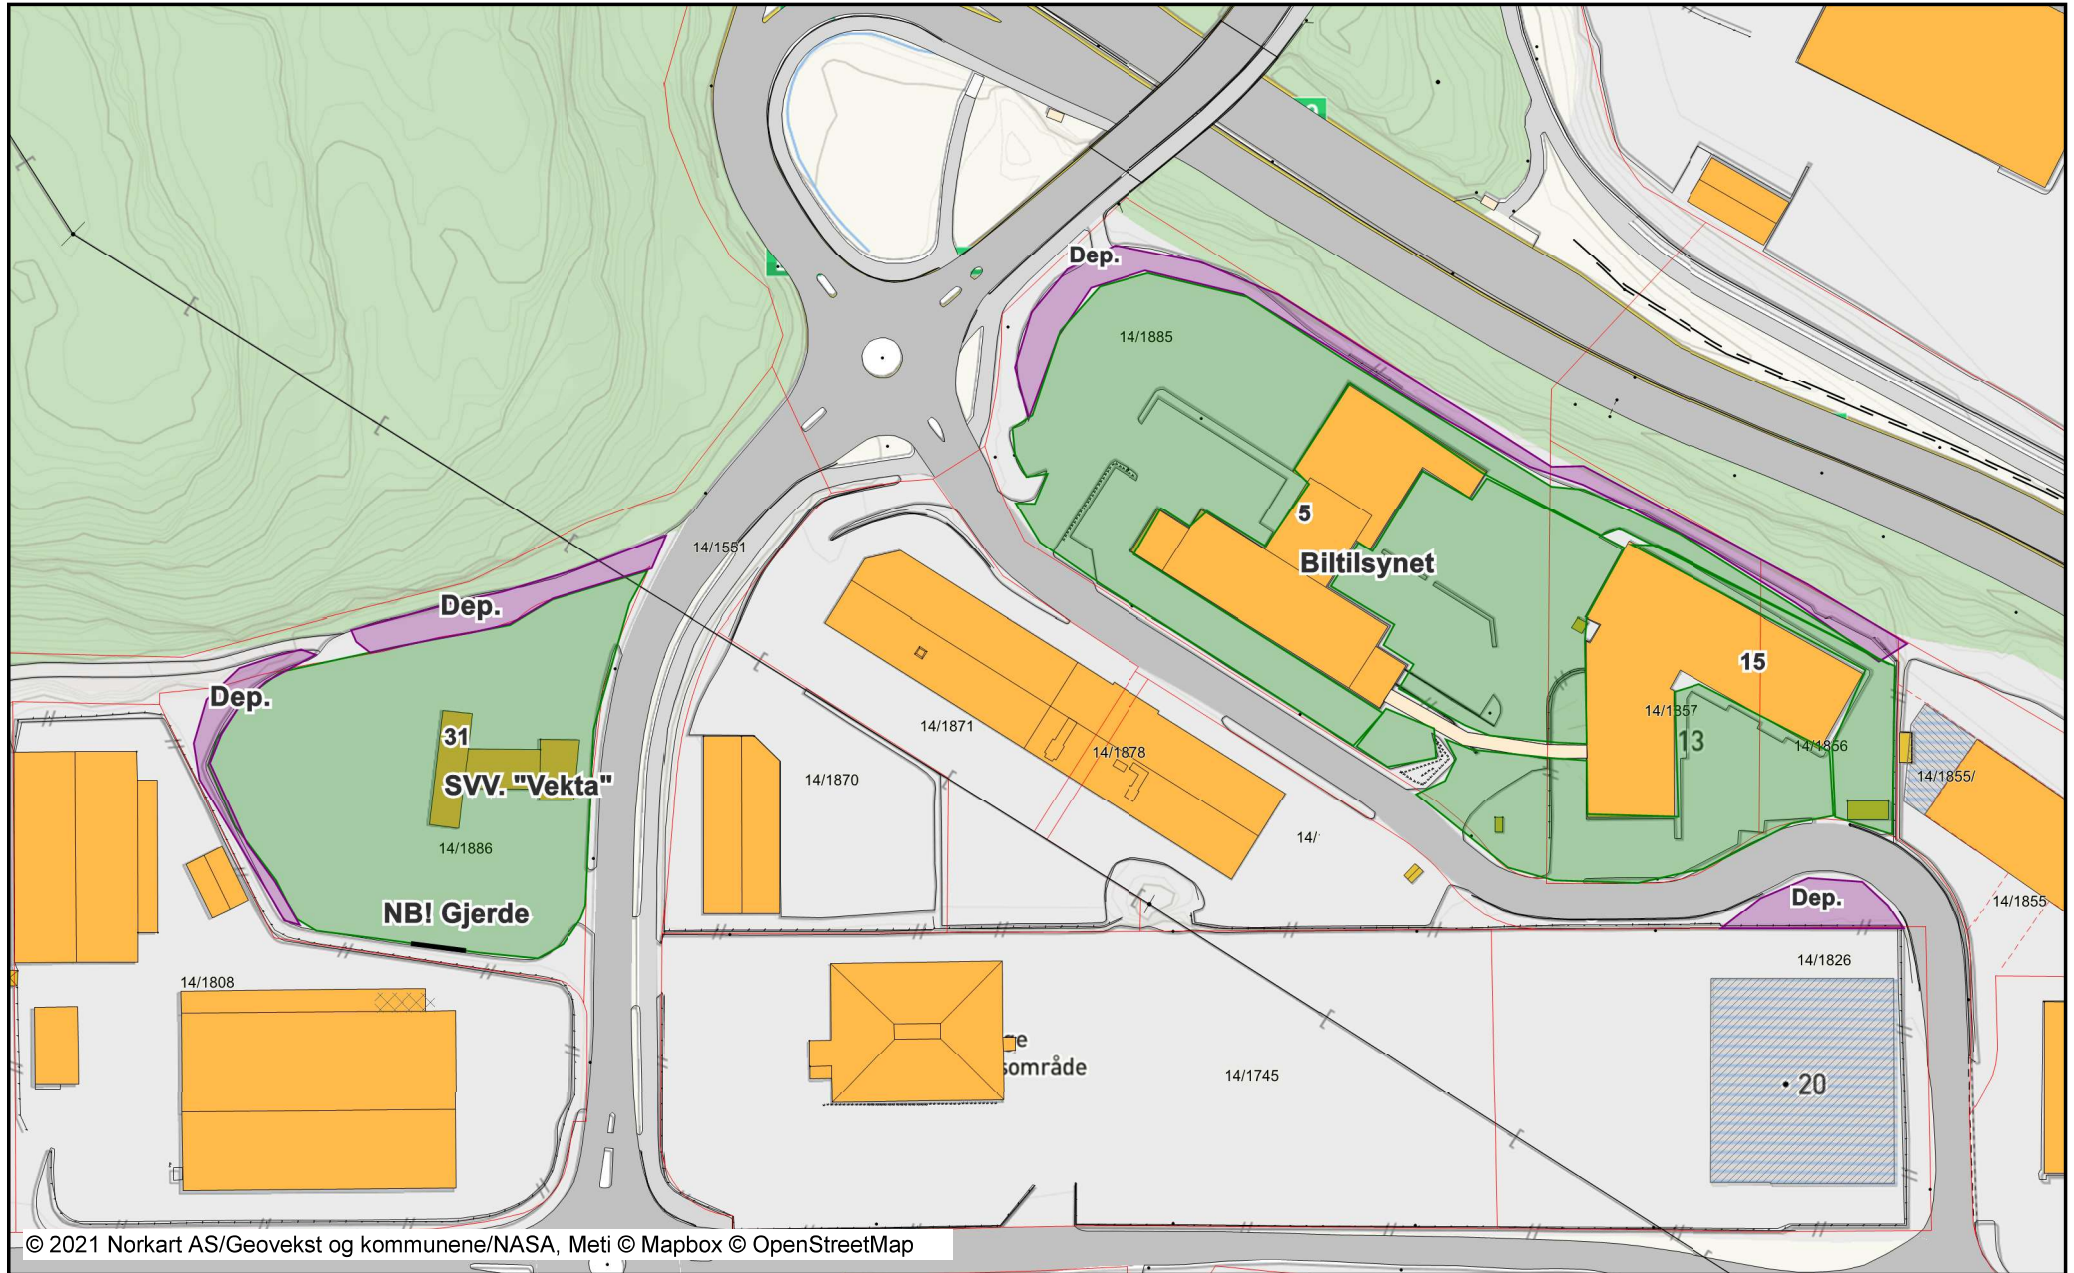 Dep.
14/1885
5
14/1551
Biltilsynet
Dep.
15
Dep.
14/1857
31
14/1871
13
14/1856
14/1878
14/1870
14/1855/
SVV. "Vekta"
14/1886
14/
Dep.
14/1855
NB! Gjerde
14/1826
14/1808
område
14/1745
20
© 2021 Norkart AS/Geovekst og kommunene/NASA, Meti © Mapbox © OpenStreetMap